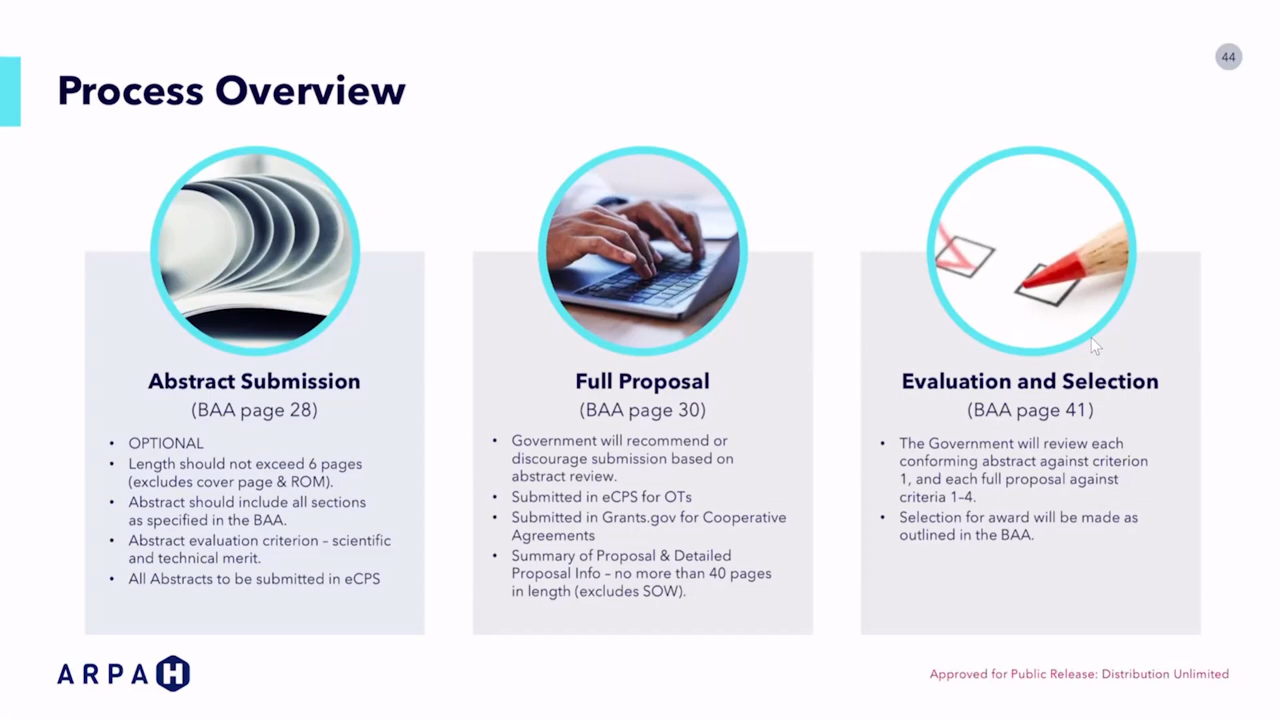 44
Process Overview
Abstract Submission
(BAA page 28)
• OPTIONAL
• Length should not exceed 6 pages
(excludes cover page & ROM).
• Abstract should include all sections
as specified in the BAA.
• Abstract evaluation criterion – scientific
and technical merit.
• All Abstracts to be submitted in eCPS
Full Proposal
(BAA page 30)
• Government will recommend or
discourage submission based on
abstract review.
• Submitted in eCPS for OTs
• Submitted in Grants.gov for Cooperative
Agreements
• Summary of Proposal & Detailed
Proposal Info – no more than 40 pages
in length (excludes SOW).
Evaluation and Selection
(BAA page 41)
• The Government will review each
conforming abstract against criterion
1, and each full proposal against
criteria 1–4.
• Selection for award will be made as
outlined in the BAA.
ARPA H
Approved for Public Release: Distribution Unlimited